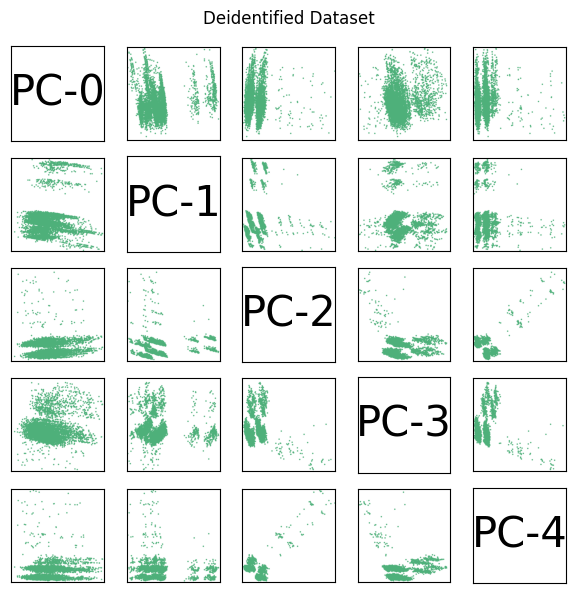 Deidentified Dataset
PC-0
PC-1
PC-2
PC-3
PC-4